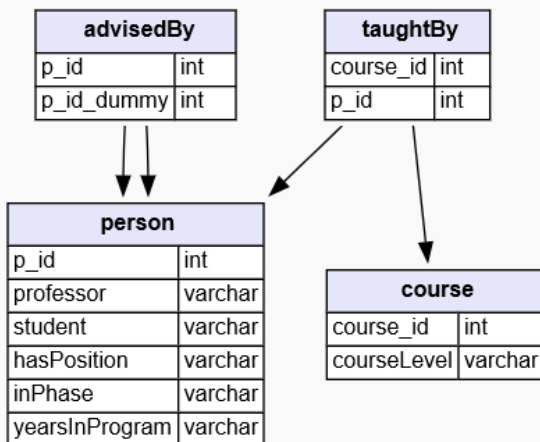 advisedBy
p_id int
p_id_dummy int
taughtBy
course_id int
p_id int
person
p_id int
professor varchar
student varchar
hasPosition varchar
inPhase varchar
yearsInProgram varchar
course
course_id int
courseLevel varchar